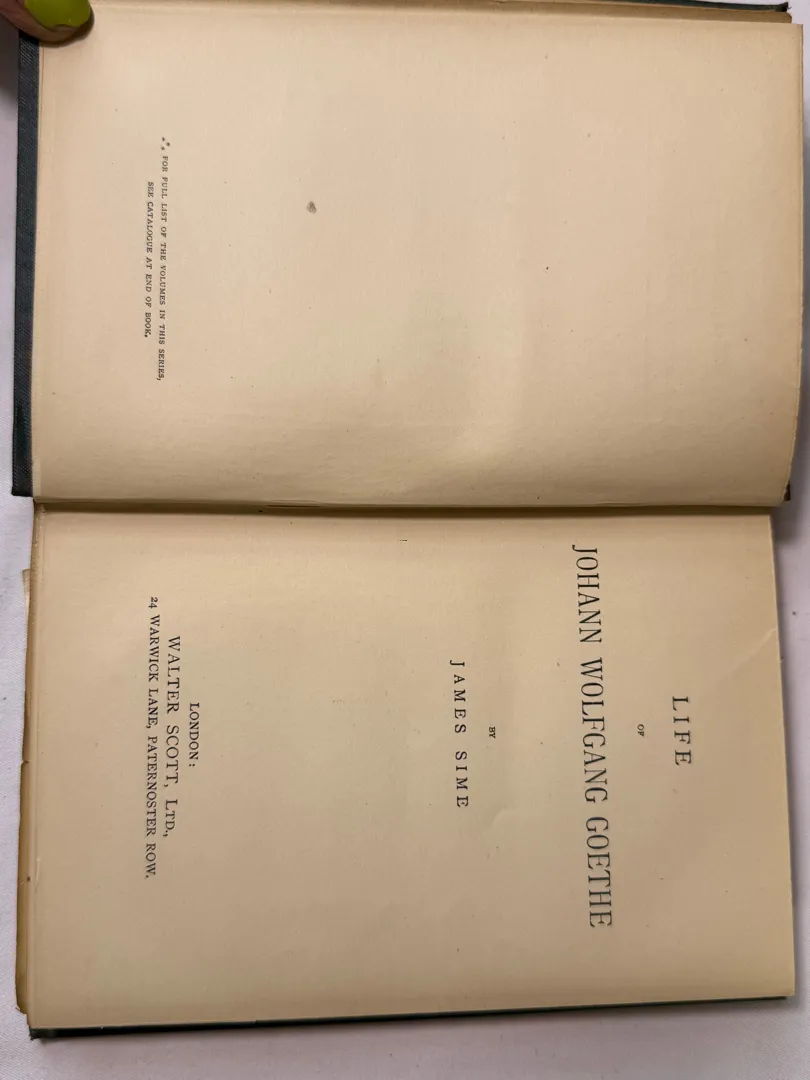 ⁂ FOR FULL LIST OF THE VOLUMES IN THIS SERIES,
SEE CATALOGUE AT END OF BOOK.
LIFE
OF
JOHANN WOLFGANG GOETHE
BY
JAMES SIME
LONDON:
WALTER SCOTT, LTD.,
24 WARWICK LANE, PATERNOSTER ROW.